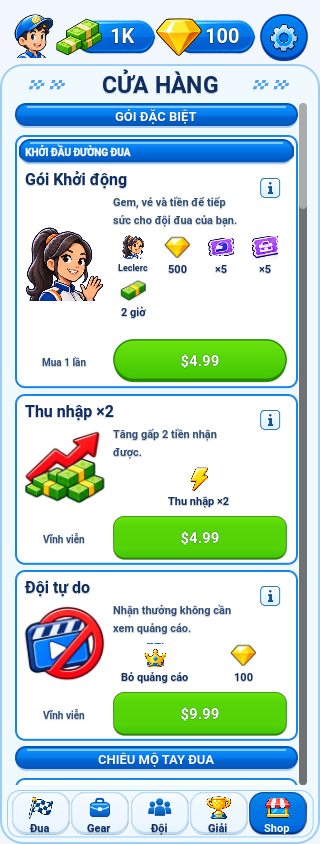 1K
100
CỬA HÀNG
GÓI ĐẶC BIỆT
KHỞI ĐẦU ĐƯỜNG ĐUA
Gói Khởi động
Gem, vé và tiền để tiếp
sức cho đội đua của bạn.
Leclerc
500
×5
×5
2 giờ
Mua 1 lần
$4.99
Thu nhập ×2
Tăng gấp 2 tiền nhận
được.
Thu nhập ×2
Vĩnh viễn
$4.99
Đội tự do
Nhận thưởng không cần
xem quảng cáo.
Bỏ quảng cáo
100
Vĩnh viễn
$9.99
CHIÊU MỘ TAY ĐUA
Đua
Gear
Đội
Giải
Shop